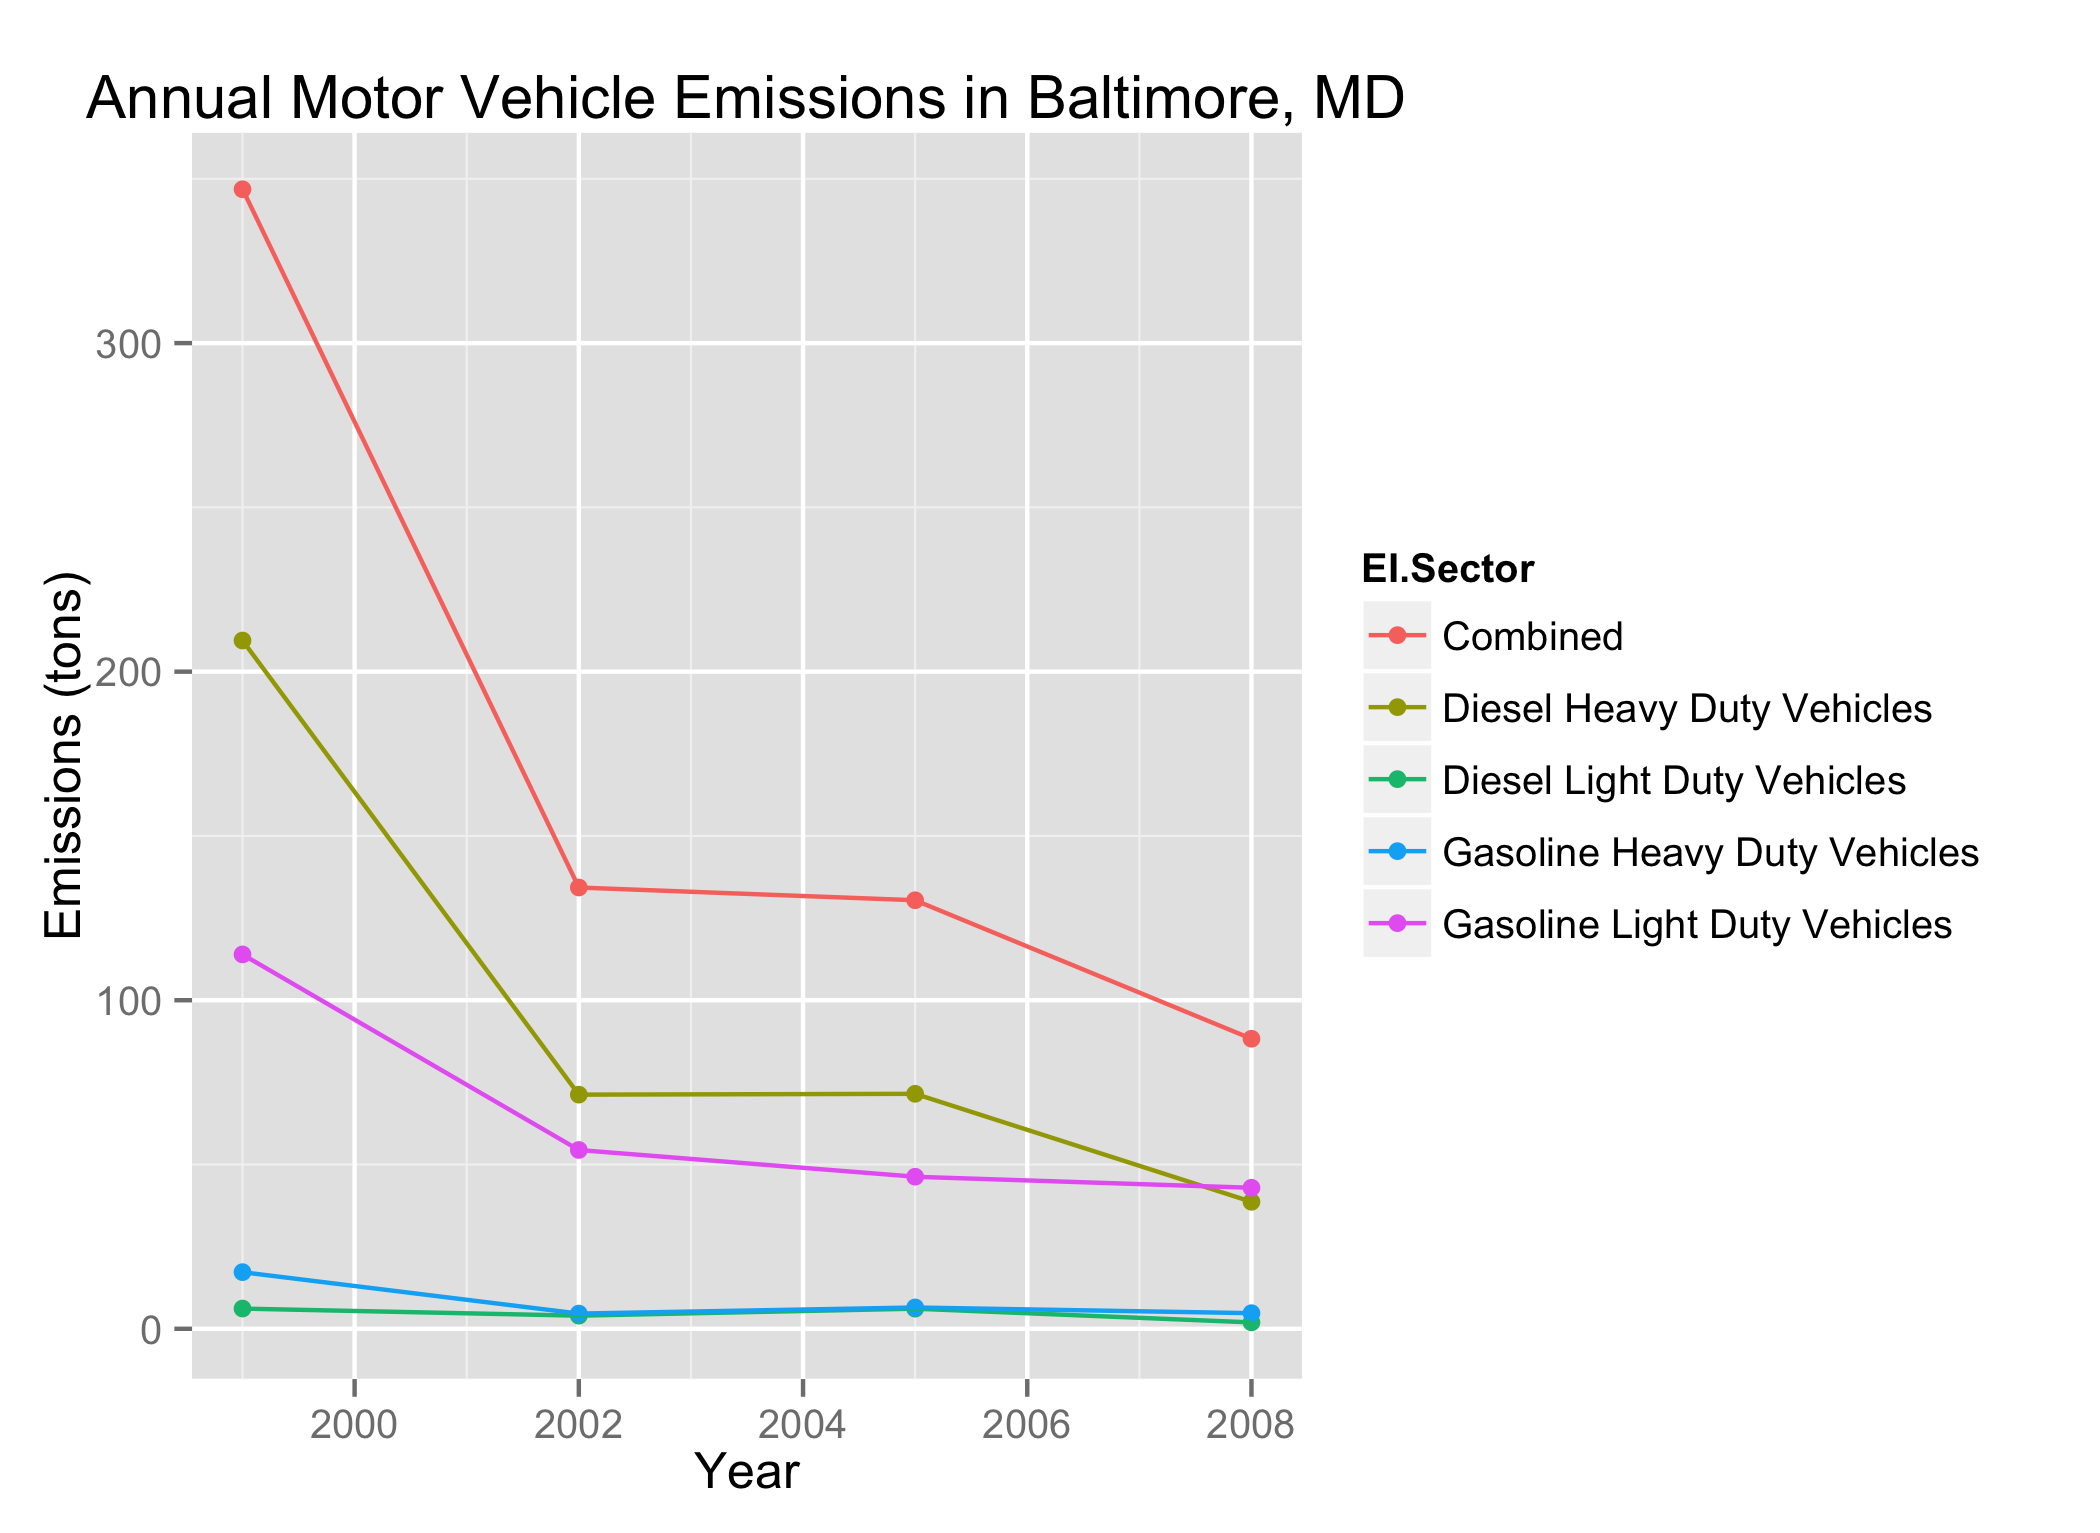 Annual Motor Vehicle Emissions in Baltimore, MD
300
200
100
0
Emissions (tons)
2000
2002
2004
2006
2008
Year
EI.Sector
Combined
Diesel Heavy Duty Vehicles
Diesel Light Duty Vehicles
Gasoline Heavy Duty Vehicles
Gasoline Light Duty Vehicles